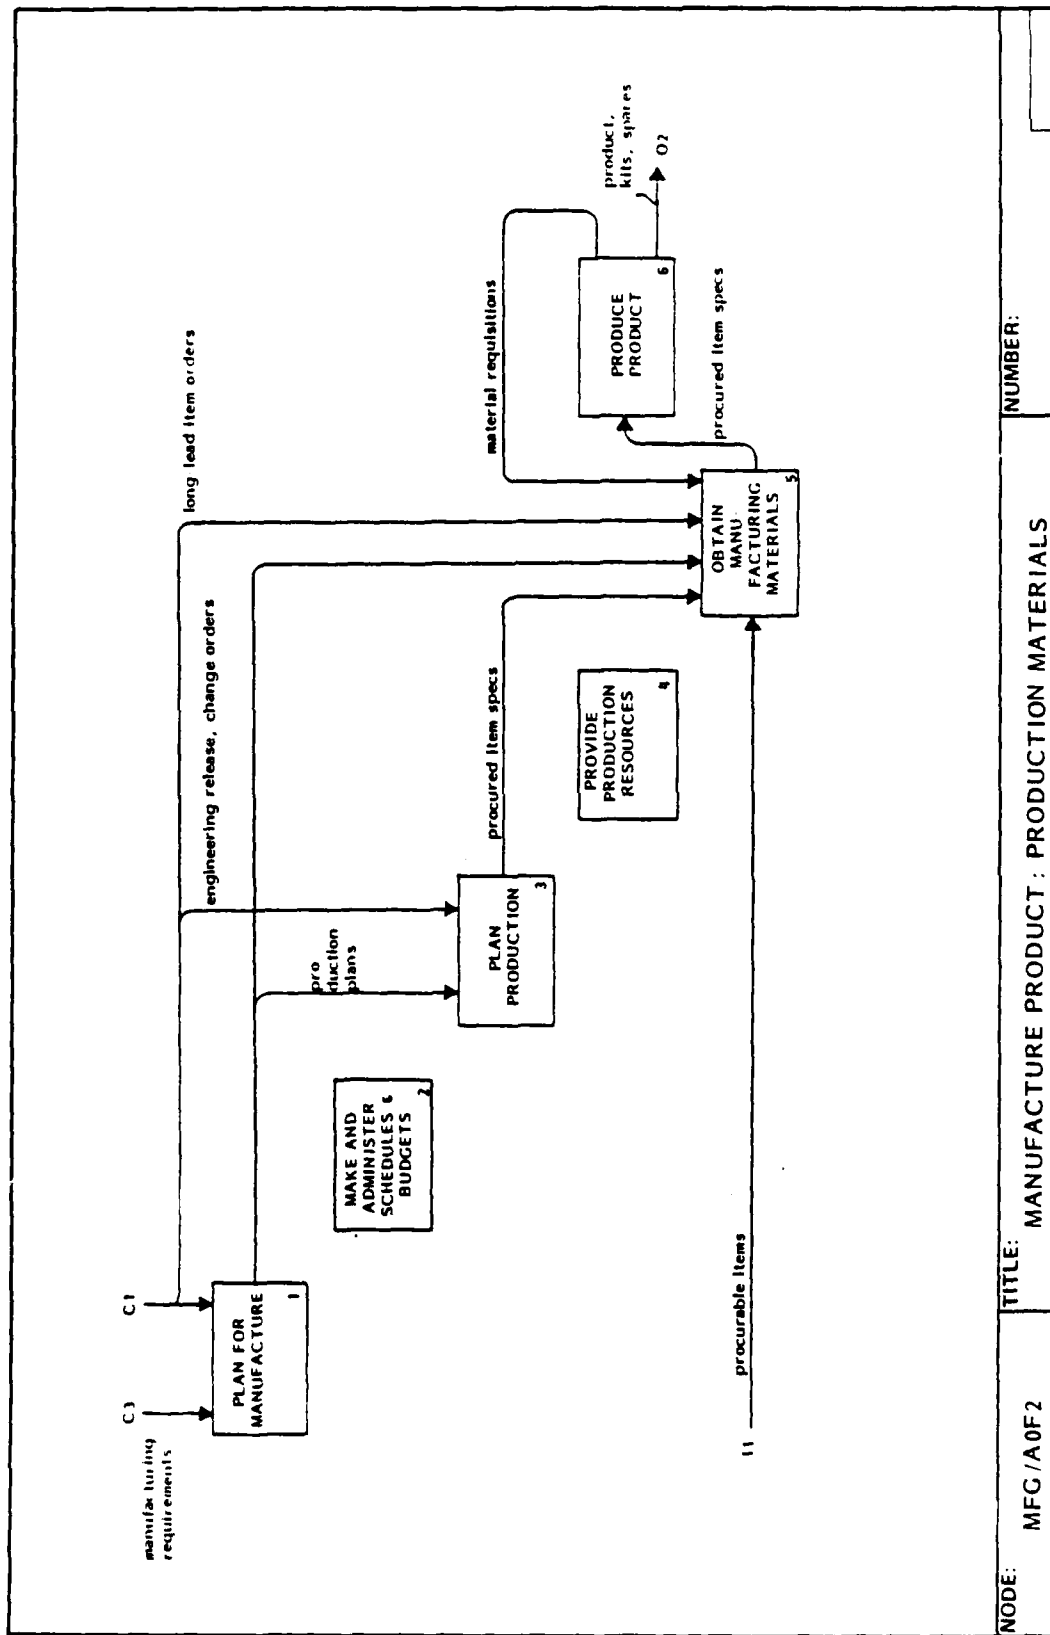 C3
C1
manufacturing
requirements
PLAN FOR
MANUFACTURE
1
MAKE AND
ADMINISTER
SCHEDULES &
BUDGETS
2
pro
duction
plans
engineering release, change orders
long lead item orders
PLAN
PRODUCTION
3
procured item specs
PROVIDE
PRODUCTION
RESOURCES
4
material requisitions
OBTAIN
MANU
FACTURING
MATERIALS
5
procured item specs
PRODUCE
PRODUCT
6
product,
kits, spares
O2
I1
procurable items
NODE:
MFG/A0F2
TITLE:
MANUFACTURE PRODUCT: PRODUCTION MATERIALS
NUMBER: